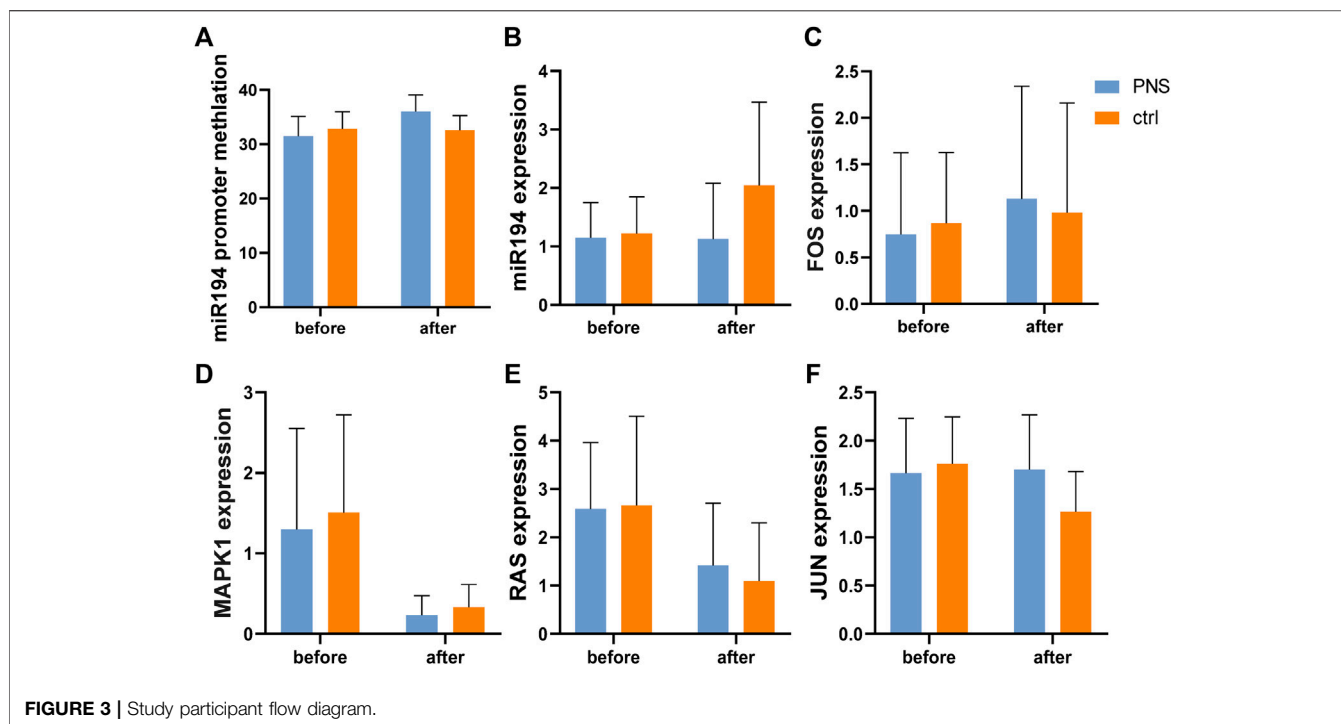 A
miR194 promoter methlation
40
30
20
10
0
before after
B
miR194 expression
4
3
2
1
0
before after
C
FOS expression
2.5
2.0
1.5
1.0
0.5
0.0
before after
PNS
ctrl
D
MAPK1 expression
3
2
1
0
before after
E
RAS expression
5
4
3
2
1
0
before after
F
JUN expression
2.5
2.0
1.5
1.0
0.5
0.0
before after
FIGURE 3 | Study participant flow diagram.